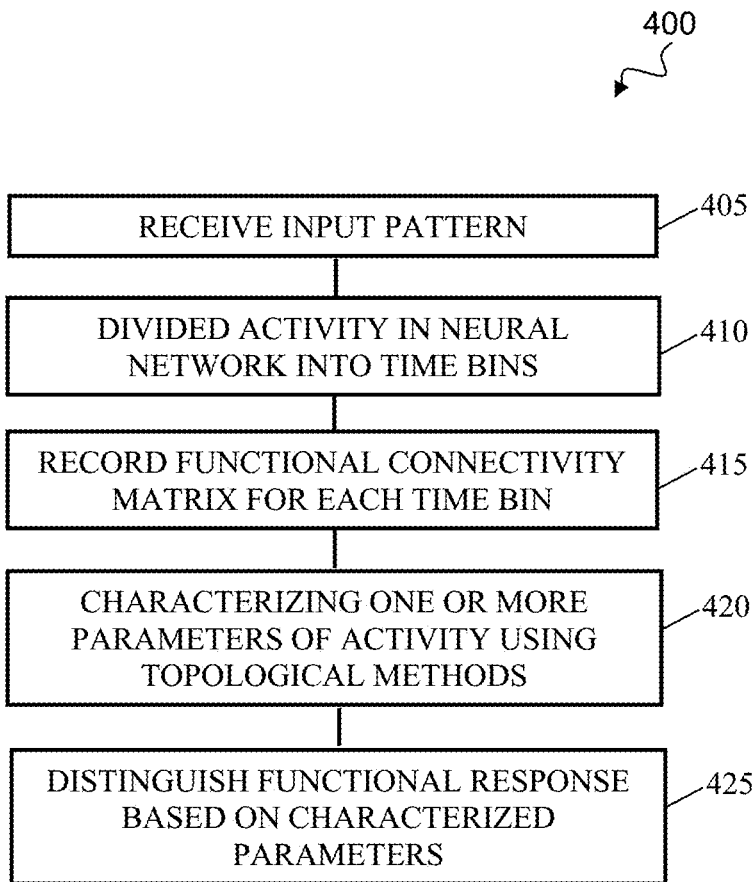 400
RECEIVE INPUT PATTERN
405
DIVIDED ACTIVITY IN NEURAL
NETWORK INTO TIME BINS
410
RECORD FUNCTIONAL CONNECTIVITY
MATRIX FOR EACH TIME BIN
415
CHARACTERIZING ONE OR MORE
PARAMETERS OF ACTIVITY USING
TOPOLOGICAL METHODS
420
DISTINGUISH FUNCTIONAL RESPONSE
BASED ON CHARACTERIZED
PARAMETERS
425